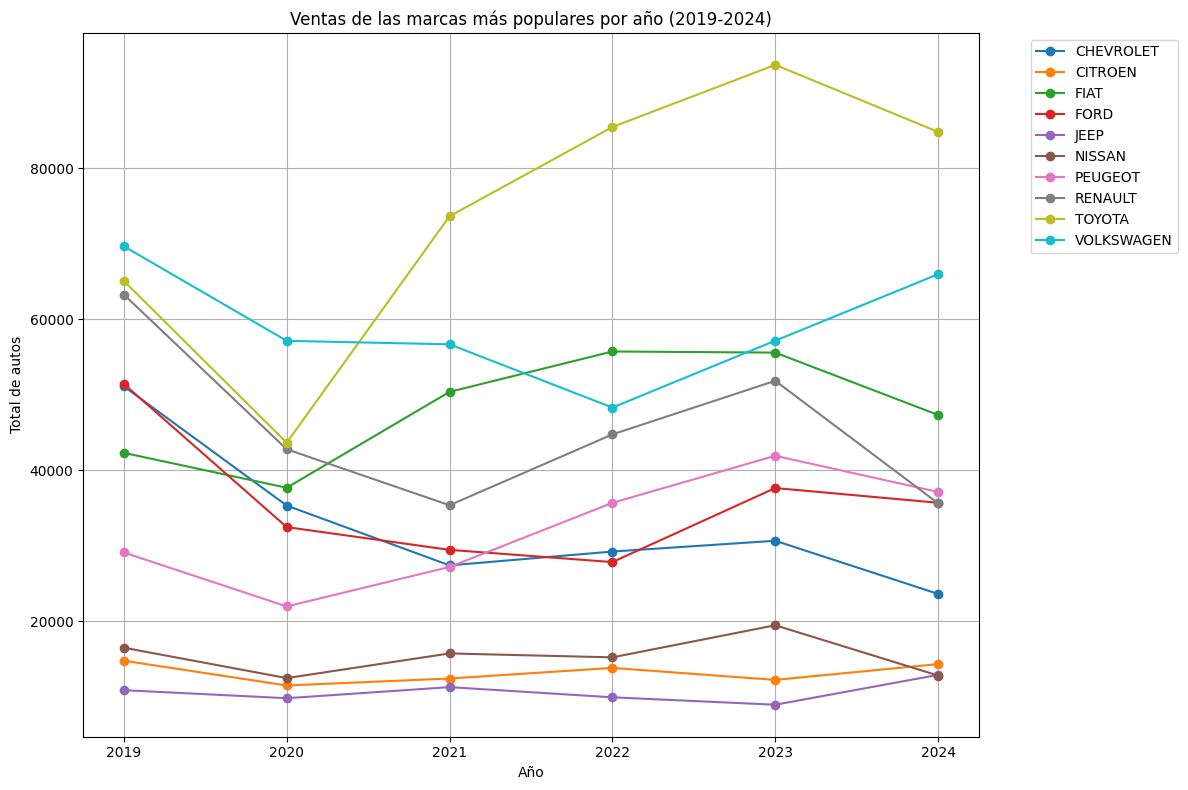 Ventas de las marcas más populares por año (2019-2024)
CHEVROLET
CITROEN
FIAT
FORD
JEEP
NISSAN
PEUGEOT
RENAULT
TOYOTA
VOLKSWAGEN
Total de autos
80000
60000
40000
20000
2019 2020 2021 2022 2023 2024
Año